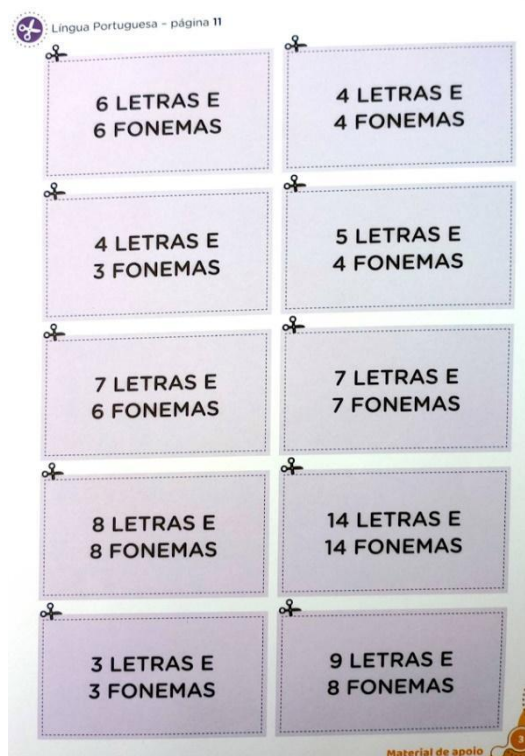 Língua Portuguesa - página 11
6 LETRAS E
6 FONEMAS
4 LETRAS E
4 FONEMAS
4 LETRAS E
3 FONEMAS
5 LETRAS E
4 FONEMAS
7 LETRAS E
6 FONEMAS
7 LETRAS E
7 FONEMAS
8 LETRAS E
8 FONEMAS
14 LETRAS E
14 FONEMAS
3 LETRAS E
3 FONEMAS
9 LETRAS E
8 FONEMAS
Material de apoio